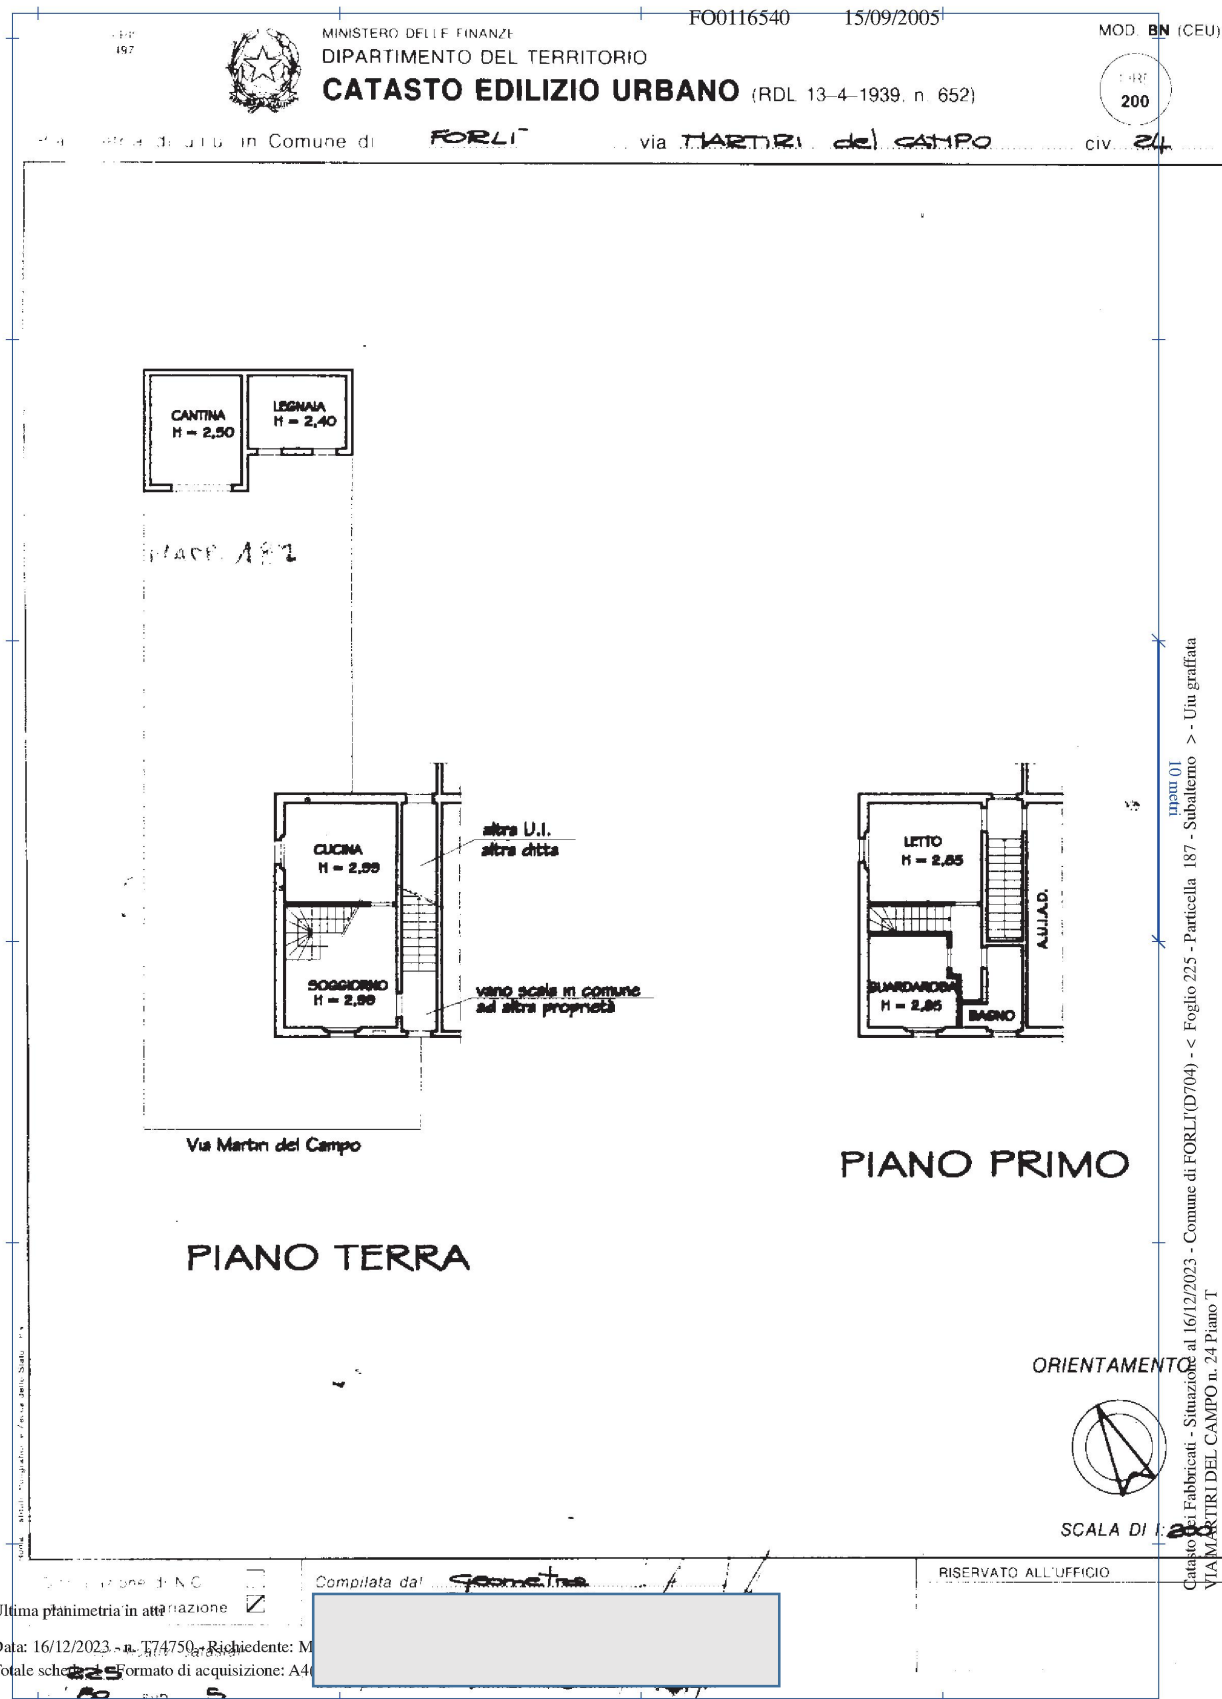 FO0116540 15/09/2005
MINISTERO DELLE FINANZE
DIPARTIMENTO DEL TERRITORIO
CATASTO EDILIZIO URBANO (RDL 13-4-1939, n. 652)
MOD. BN (CEU)
497
200
in Comune di FORLI' via MARTIRI del CAMPO civ. 24
CANTINA
H = 2,50
LEGNAIA
H = 2,40
CUCINA
H = 2,99
altra U.I.
altra ditta
SOGGIORNO
H = 2,99
vano scala in comune
ad altra proprietà
Via Martiri del Campo
PIANO TERRA
LETTO
H = 2,85
A.U.I.A.D.
GUARDAROBA
H = 2,85
BAGNO
PIANO PRIMO
10 metri
ORIENTAMENTO
SCALA DI 1: 200
Catasto dei Fabbricati - Situazione al 16/12/2023 - Comune di FORLI'(D704) - < Foglio 225 - Particella 187 - Subalterno > - Uiu graffata
VIA MARTIRI DEL CAMPO n. 24 Piano T
Compilata dal geometra
RISERVATO ALL'UFFICIO
Ultima planimetria in atti
Data: 16/12/2023 - n. T74750 - Richiedente: M
Totale schede: 1 - Formato di acquisizione: A4(
225